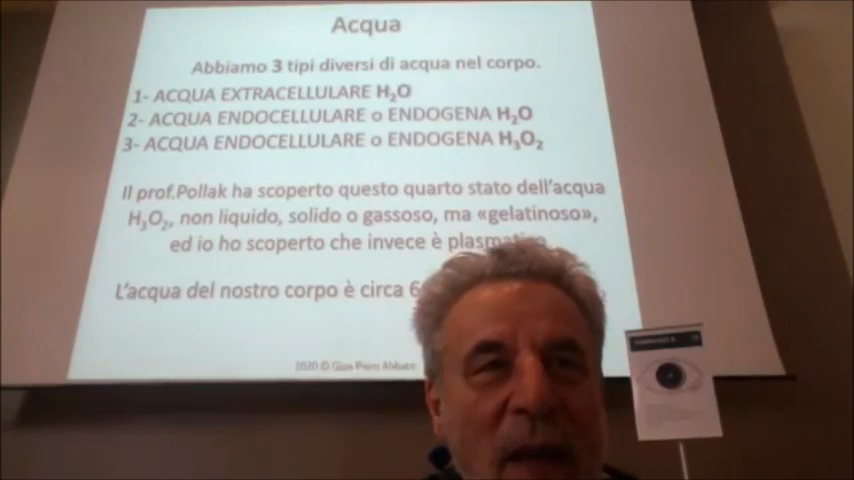 Acqua
Abbiamo 3 tipi diversi di acqua nel corpo.
1- ACQUA EXTRACELLULARE H₂O
2- ACQUA ENDOCELLULARE o ENDOGENA H₂O
3- ACQUA ENDOCELLULARE o ENDOGENA H₃O₂
Il prof.Pollak ha scoperto questo quarto stato dell'acqua
H₃O₂, non liquido, solido o gassoso, ma «gelatinoso»,
ed io ho scoperto che invece è
L'acqua del nostro corpo è circa
2020 © Gian Piero